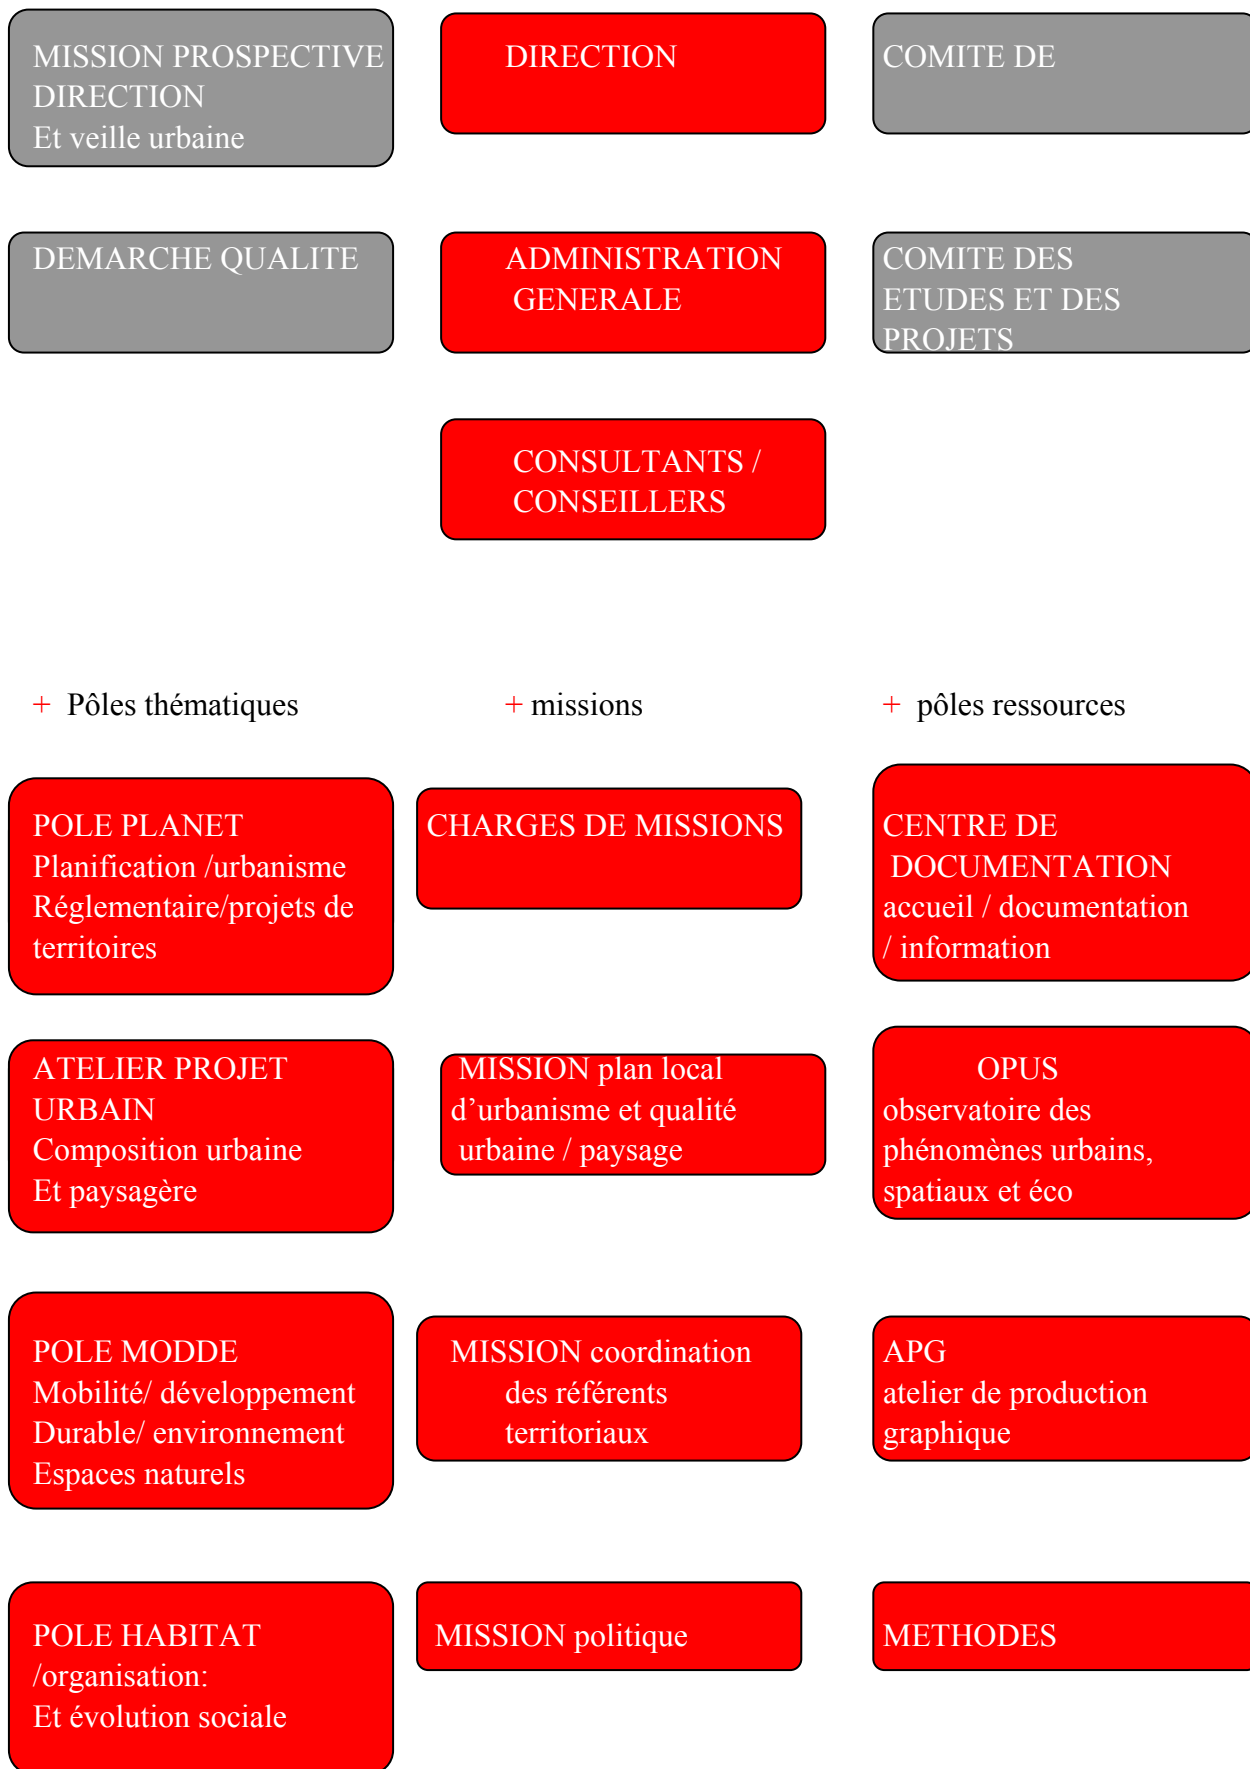 MISSION PROSPECTIVE
DIRECTION
Et veille urbaine
DIRECTION
COMITE DE
DEMARCHE QUALITE
ADMINISTRATION
GENERALE
COMITE DES
ETUDES ET DES
PROJETS
CONSULTANTS /
CONSEILLERS
+ Pôles thématiques
+ missions
+ pôles ressources
POLE PLANET
Planification /urbanisme
Réglementaire/projets de
territoires
CHARGES DE MISSIONS
CENTRE DE
DOCUMENTATION
accueil / documentation
/ information
ATELIER PROJET
URBAIN
Composition urbaine
Et paysagère
MISSION plan local
d’urbanisme et qualité
urbaine / paysage
OPUS
observatoire des
phénomènes urbains,
spatiaux et éco
POLE MODDE
Mobilité/ développement
Durable/ environnement
Espaces naturels
MISSION coordination
des référents
territoriaux
APG
atelier de production
graphique
POLE HABITAT
/organisation:
Et évolution sociale
MISSION politique
METHODES